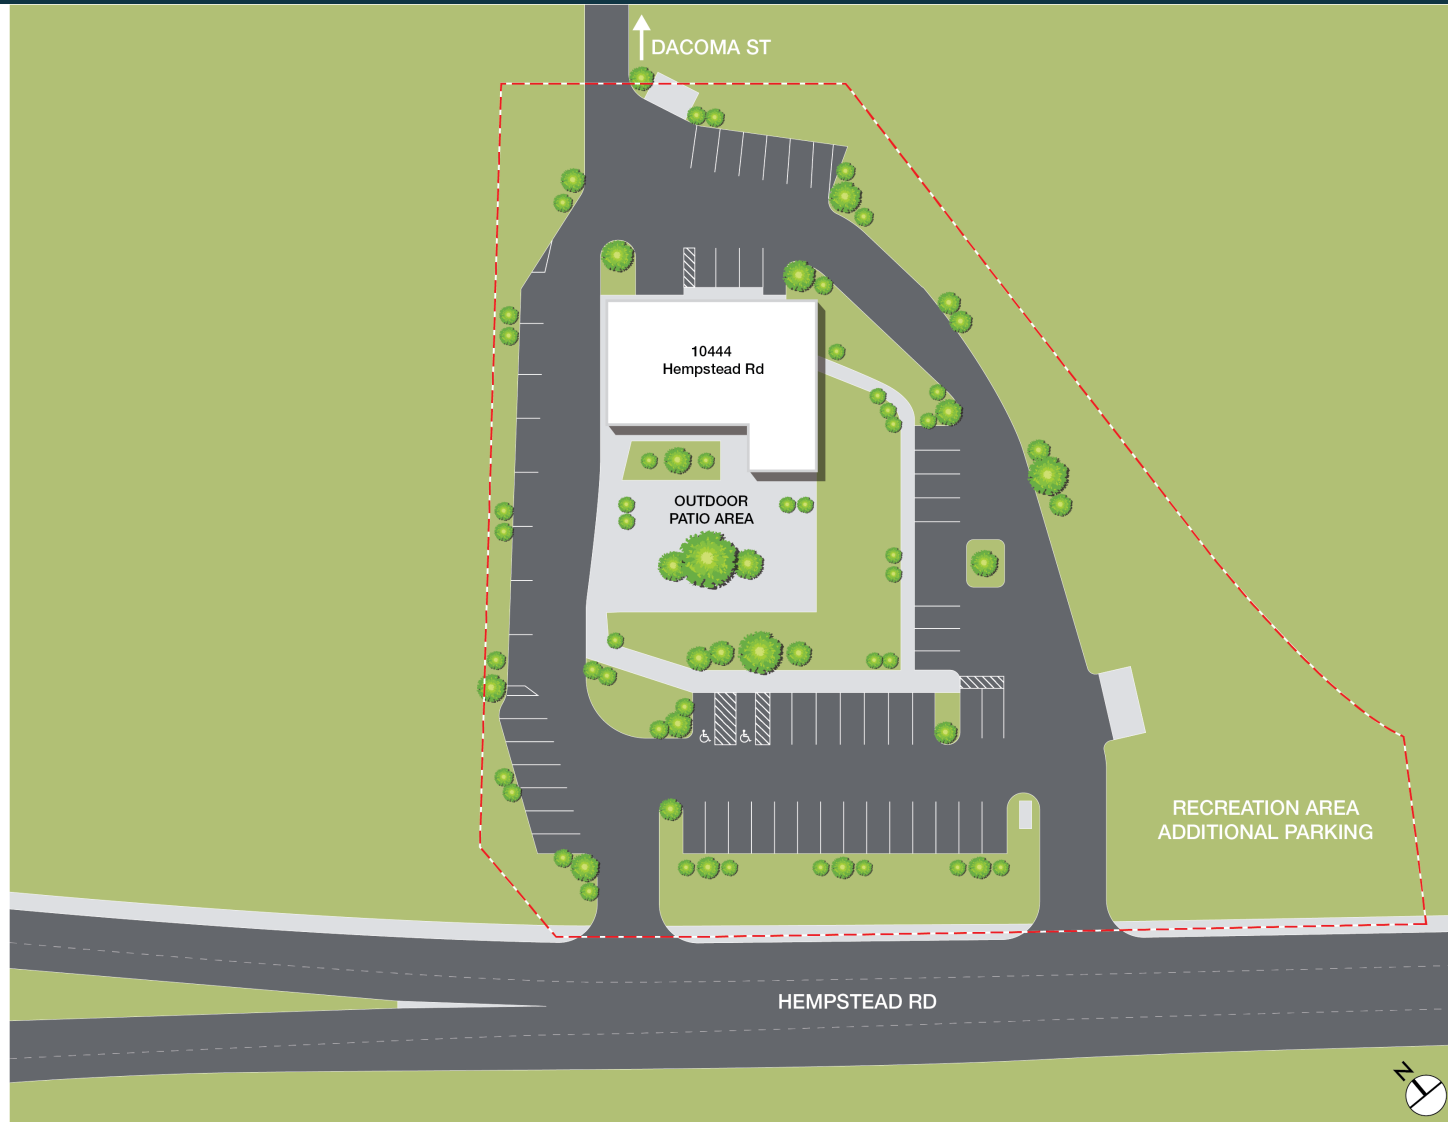 DACOMA ST
10444
Hempstead Rd
OUTDOOR
PATIO AREA
RECREATION AREA
ADDITIONAL PARKING
HEMPSTEAD RD
N